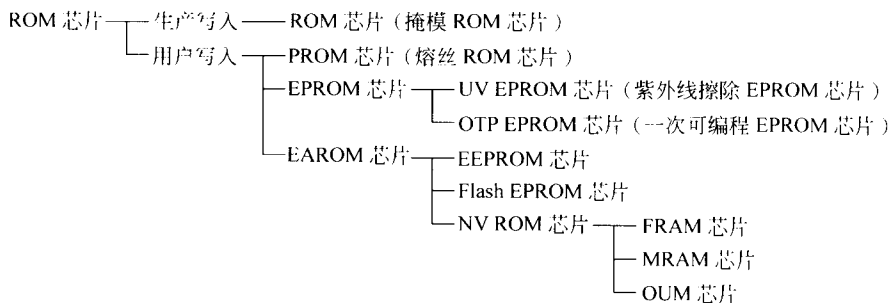 ROM 芯片 生产写入 ROM 芯片（掩模 ROM 芯片）
用户写入 PROM 芯片（熔丝 ROM 芯片）
EPROM 芯片 UV EPROM 芯片（紫外线擦除 EPROM 芯片）
OTP EPROM 芯片（一次可编程 EPROM 芯片）
EAROM 芯片 EEPROM 芯片
Flash EPROM 芯片
NV ROM 芯片 FRAM 芯片
MRAM 芯片
OUM 芯片